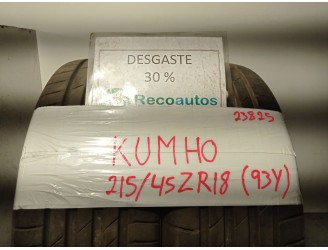 DESGASTE
30 %
Recoautos
23825
KUMHO
215/45ZR18 (93Y)